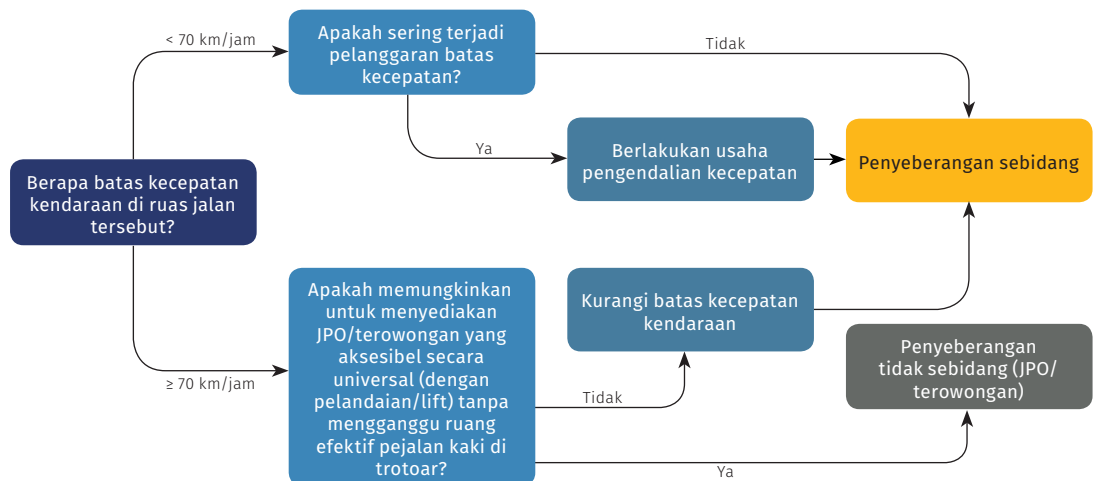 < 70 km/jam
Apakah sering terjadi
pelanggaran batas
kecepatan?
Tidak
Ya
Berlakukan usaha
pengendalian kecepatan
Penyeberangan sebidang
Berapa batas kecepatan
kendaraan di ruas jalan
tersebut?
≥ 70 km/jam
Apakah memungkinkan
untuk menyediakan
JPO/terowongan yang
aksesibel secara
universal (dengan
pelandaian/lift) tanpa
mengganggu ruang
efektif pejalan kaki di
trotoar?
Tidak
Kurangi batas kecepatan
kendaraan
Ya
Penyeberangan
tidak sebidang (JPO/
terowongan)